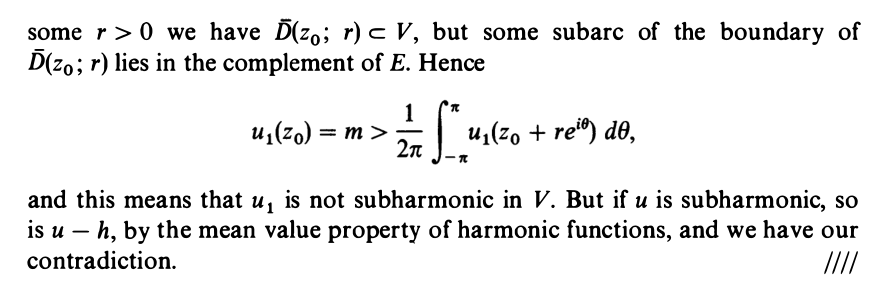 some r > 0 we have D̄(z₀; r) ⊂ V, but some subarc of the boundary of
D̄(z₀; r) lies in the complement of E. Hence
u₁(z₀) = m > \frac{1}{2π} \int_{-π}^{π} u₁(z₀ + re^{iθ}) dθ,
and this means that u₁ is not subharmonic in V. But if u is subharmonic, so
is u − h, by the mean value property of harmonic functions, and we have our
contradiction. ////